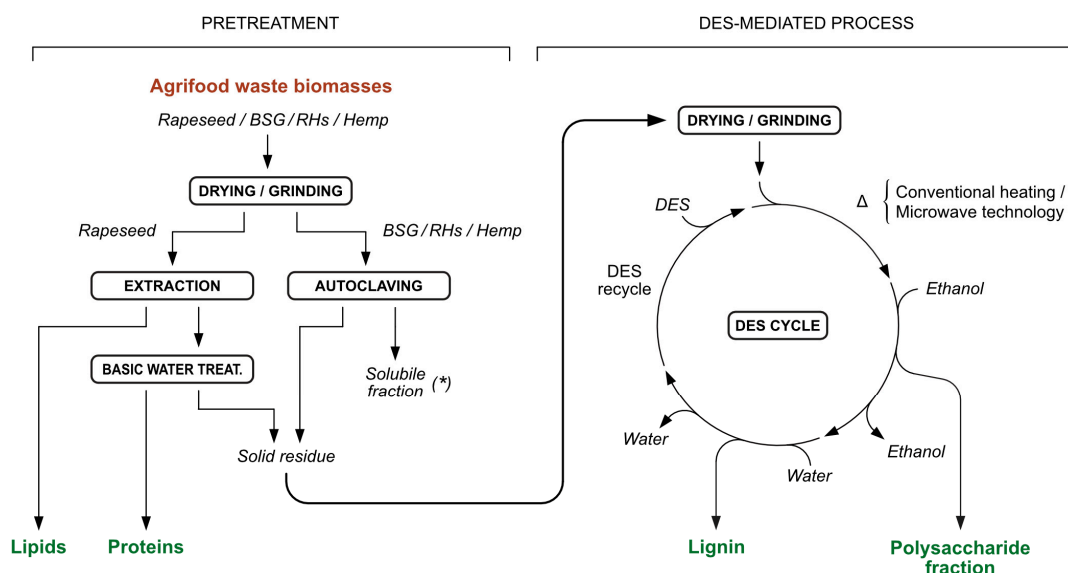 PRETREATMENT
DES-MEDIATED PROCESS
Agrifood waste biomasses
Rapeseed / BSG / RHs / Hemp
DRYING / GRINDING
Rapeseed
BSG / RHs / Hemp
EXTRACTION
AUTOCLAVING
BASIC WATER TREAT.
Solubile
fraction (*)
Solid residue
Lipids
Proteins
DRYING / GRINDING
DES
Δ
Conventional heating /
Microwave technology
DES
recycle
Ethanol
DES CYCLE
Water
Water
Ethanol
Lignin
Polysaccharide
fraction